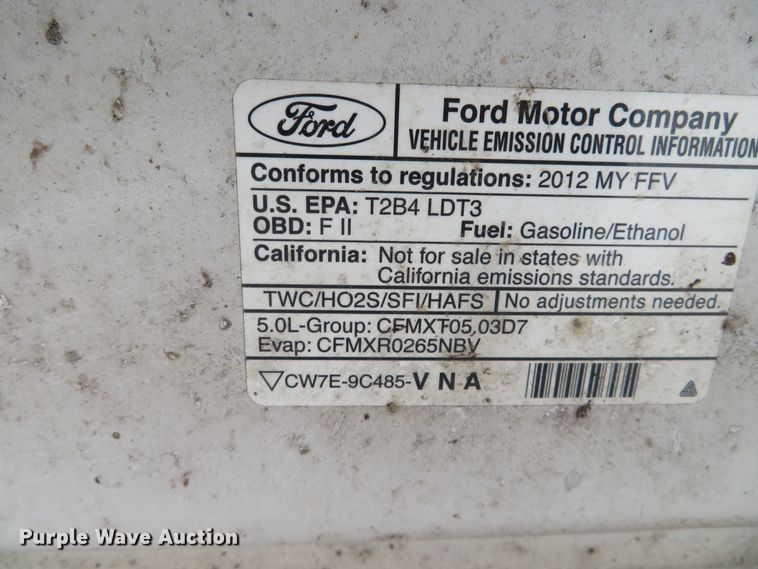 Ford
Ford Motor Company
VEHICLE EMISSION CONTROL INFORMATION
Conforms to regulations: 2012 MY FFV
U.S. EPA: T2B4 LDT3
OBD: F II Fuel: Gasoline/Ethanol
California: Not for sale in states with
California emissions standards.
TWC/HO2S/SFI/HAFS No adjustments needed.
5.0L-Group: CFMXT05.03D7
Evap: CFMXR0265NBV
CW7E-9C485-V N A
Purple Wave Auction